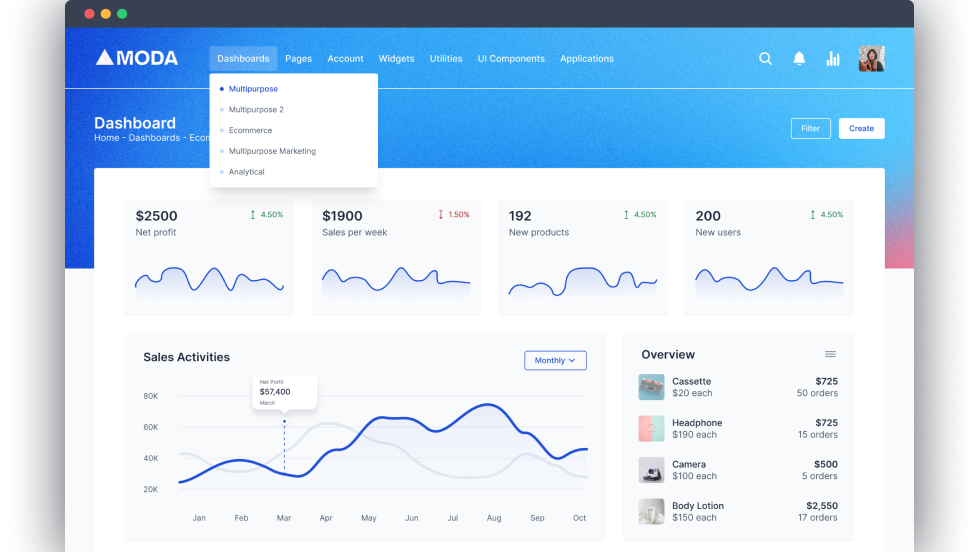 MODA
Dashboards Pages Account Widgets Utilities UI Components Applications
Multipurpose
Multipurpose 2
Ecommerce
Multipurpose Marketing
Analytical
Dashboard
Home - Dashboards - Econ
Filter Create
$2500 4.50%
Net profit
$1900 1.50%
Sales per week
192 4.50%
New products
200 4.50%
New users
Sales Activities
Monthly
Net Profit
$57,400
March
80K
60K
40K
20K
Jan Feb Mar Apr May Jun Jul Aug Sep Oct
Overview
Cassette $725
$20 each 50 orders
Headphone $725
$190 each 15 orders
Camera $500
$100 each 5 orders
Body Lotion $2,550
$150 each 17 orders